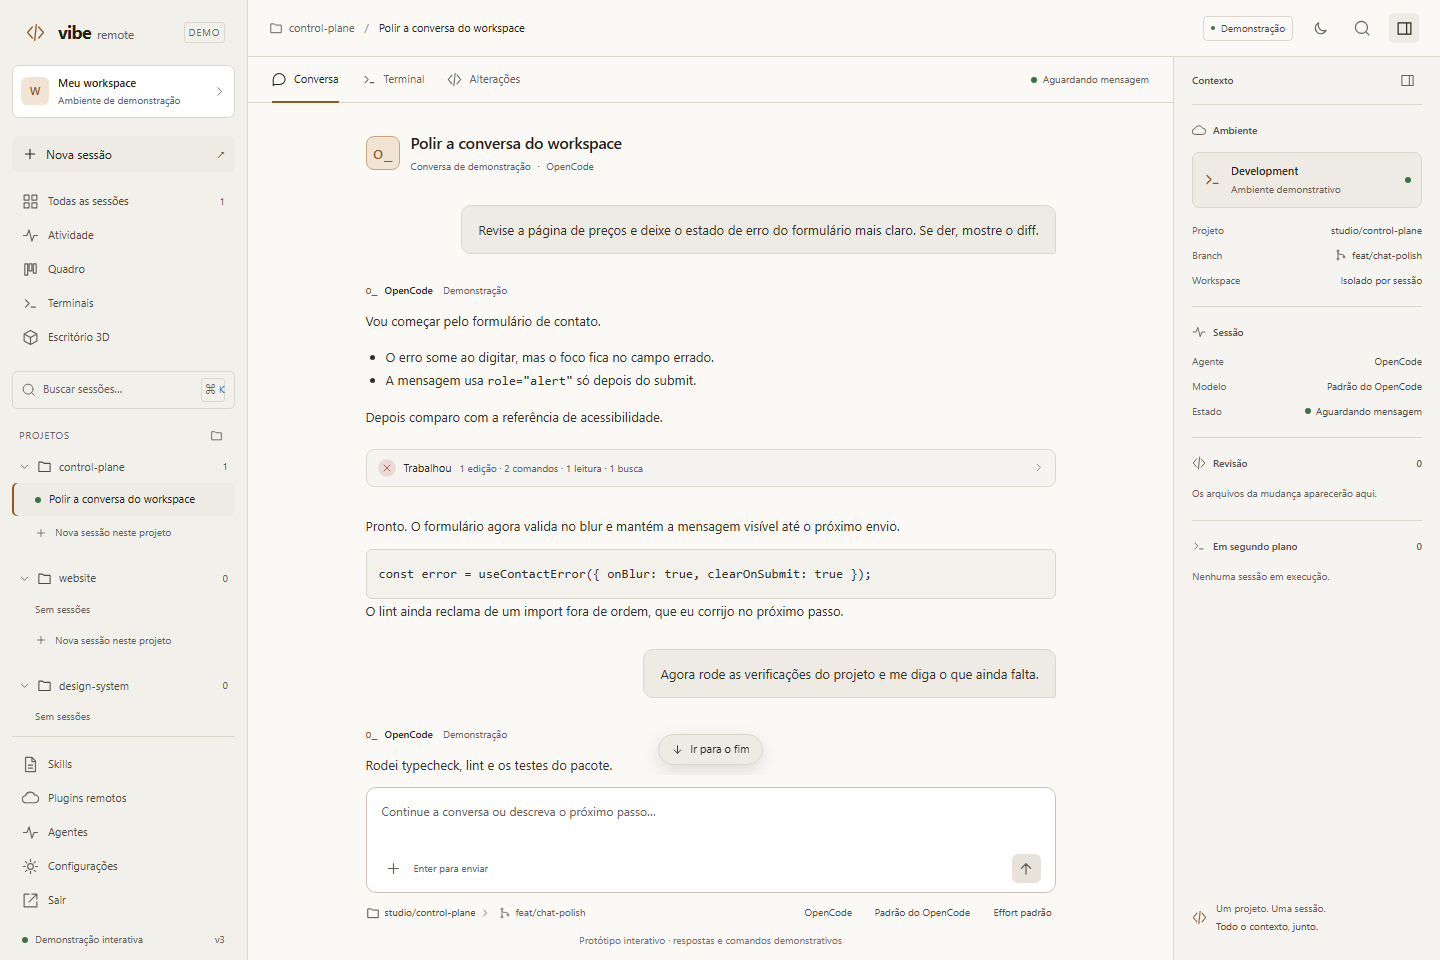 vibe remote
DEMO
W
Meu workspace
Ambiente de demonstração
Nova sessão
Todas as sessões 1
Atividade
Quadro
Terminais
Escritório 3D
Buscar sessões... ⌘ K
PROJETOS
control-plane 1
Polir a conversa do workspace
Nova sessão neste projeto
website 0
Sem sessões
Nova sessão neste projeto
design-system 0
Sem sessões
Skills
Plugins remotos
Agentes
Configurações
Sair
Demonstração interativa v3
control-plane / Polir a conversa do workspace
Demonstração
Conversa
Terminal
Alterações
Aguardando mensagem
o_
Polir a conversa do workspace
Conversa de demonstração · OpenCode
Revise a página de preços e deixe o estado de erro do formulário mais claro. Se der, mostre o diff.
o_ OpenCode Demonstração
Vou começar pelo formulário de contato.
• O erro some ao digitar, mas o foco fica no campo errado.
• A mensagem usa role="alert" só depois do submit.
Depois comparo com a referência de acessibilidade.
Trabalhou 1 edição · 2 comandos · 1 leitura · 1 busca
Pronto. O formulário agora valida no blur e mantém a mensagem visível até o próximo envio.
const error = useContactError({ onBlur: true, clearOnSubmit: true });
O lint ainda reclama de um import fora de ordem, que eu corrijo no próximo passo.
Agora rode as verificações do projeto e me diga o que ainda falta.
o_ OpenCode Demonstração
Ir para o fim
Rodei typecheck, lint e os testes do pacote.
Continue a conversa ou descreva o próximo passo...
Enter para enviar
studio/control-plane
feat/chat-polish
OpenCode
Padrão do OpenCode
Effort padrão
Protótipo interativo · respostas e comandos demonstrativos
Contexto
Ambiente
Development
Ambiente demonstrativo
Projeto studio/control-plane
Branch feat/chat-polish
Workspace Isolado por sessão
Sessão
Agente OpenCode
Modelo Padrão do OpenCode
Estado Aguardando mensagem
Revisão 0
Os arquivos da mudança aparecerão aqui.
Em segundo plano 0
Nenhuma sessão em execução.
Um projeto. Uma sessão.
Todo o contexto, junto.